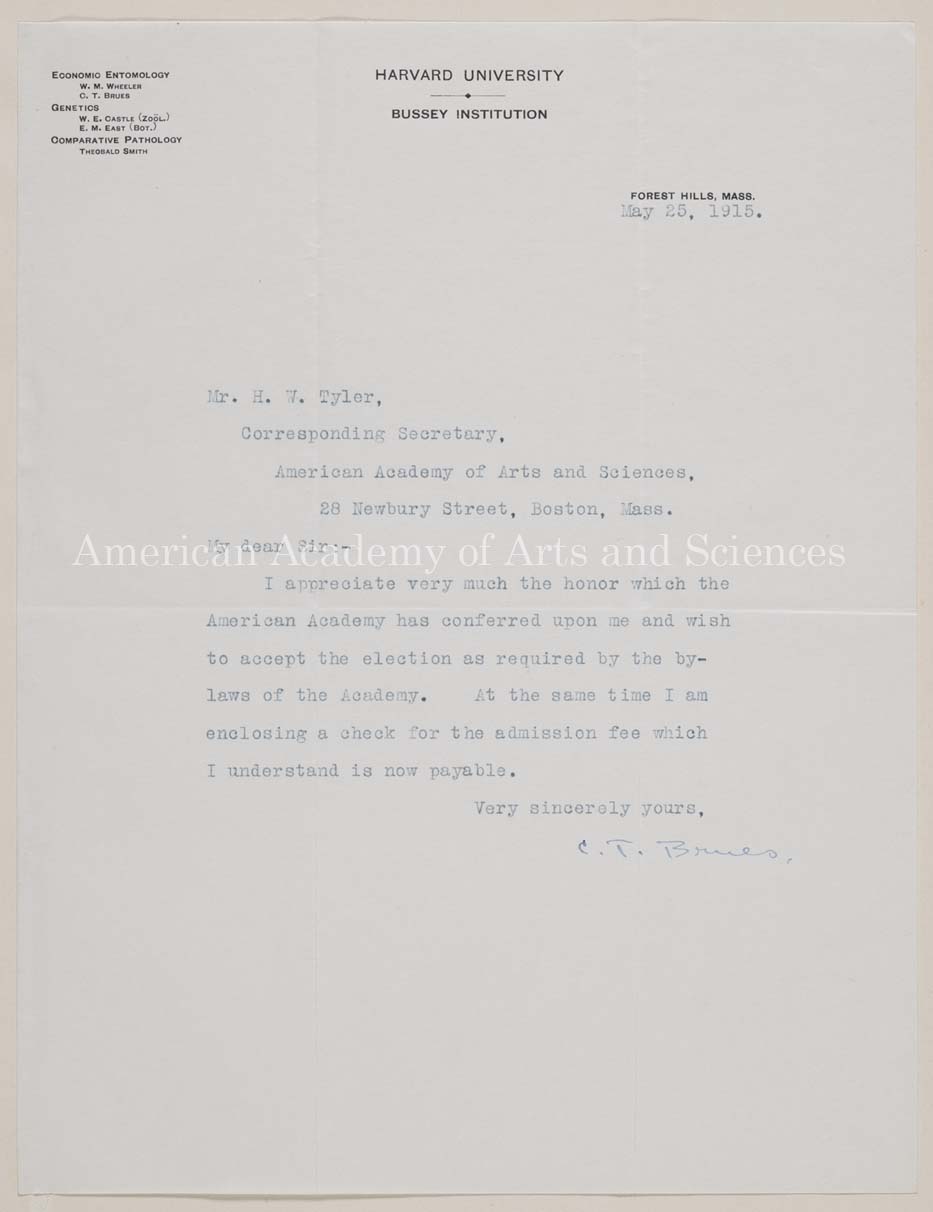 ECONOMIC ENTOMOLOGY
W. M. WHEELER
C. T. BRUES
GENETICS
W. E. CASTLE (ZOÖL.)
E. M. EAST (BOT.)
COMPARATIVE PATHOLOGY
THEOBALD SMITH
HARVARD UNIVERSITY
BUSSEY INSTITUTION
FOREST HILLS, MASS.
May 25, 1915.
Mr. H. W. Tyler,
Corresponding Secretary,
American Academy of Arts and Sciences,
28 Newbury Street, Boston, Mass.
My dear Sir:-
American Academy of Arts and Sciences
I appreciate very much the honor which the
American Academy has conferred upon me and wish
to accept the election as required by the by-
laws of the Academy. At the same time I am
enclosing a check for the admission fee which
I understand is now payable.
Very sincerely yours,
C. T. Brues.